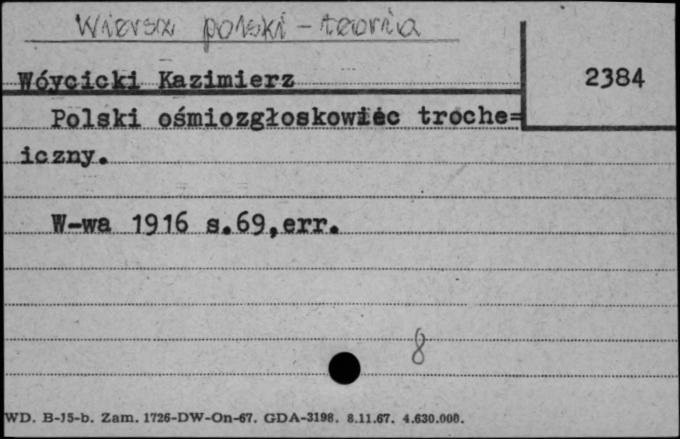 Wiersz polski - teoria
Wóycicki Kazimierz
2384
Polski ośmiozgłoskowiec troche=
iczny.
W-wa 1916 s.69,err.
8
WD. B-15-b. Zam. 1726-DW-On-67. GDA-3198. 8.11.67. 4.630.000.